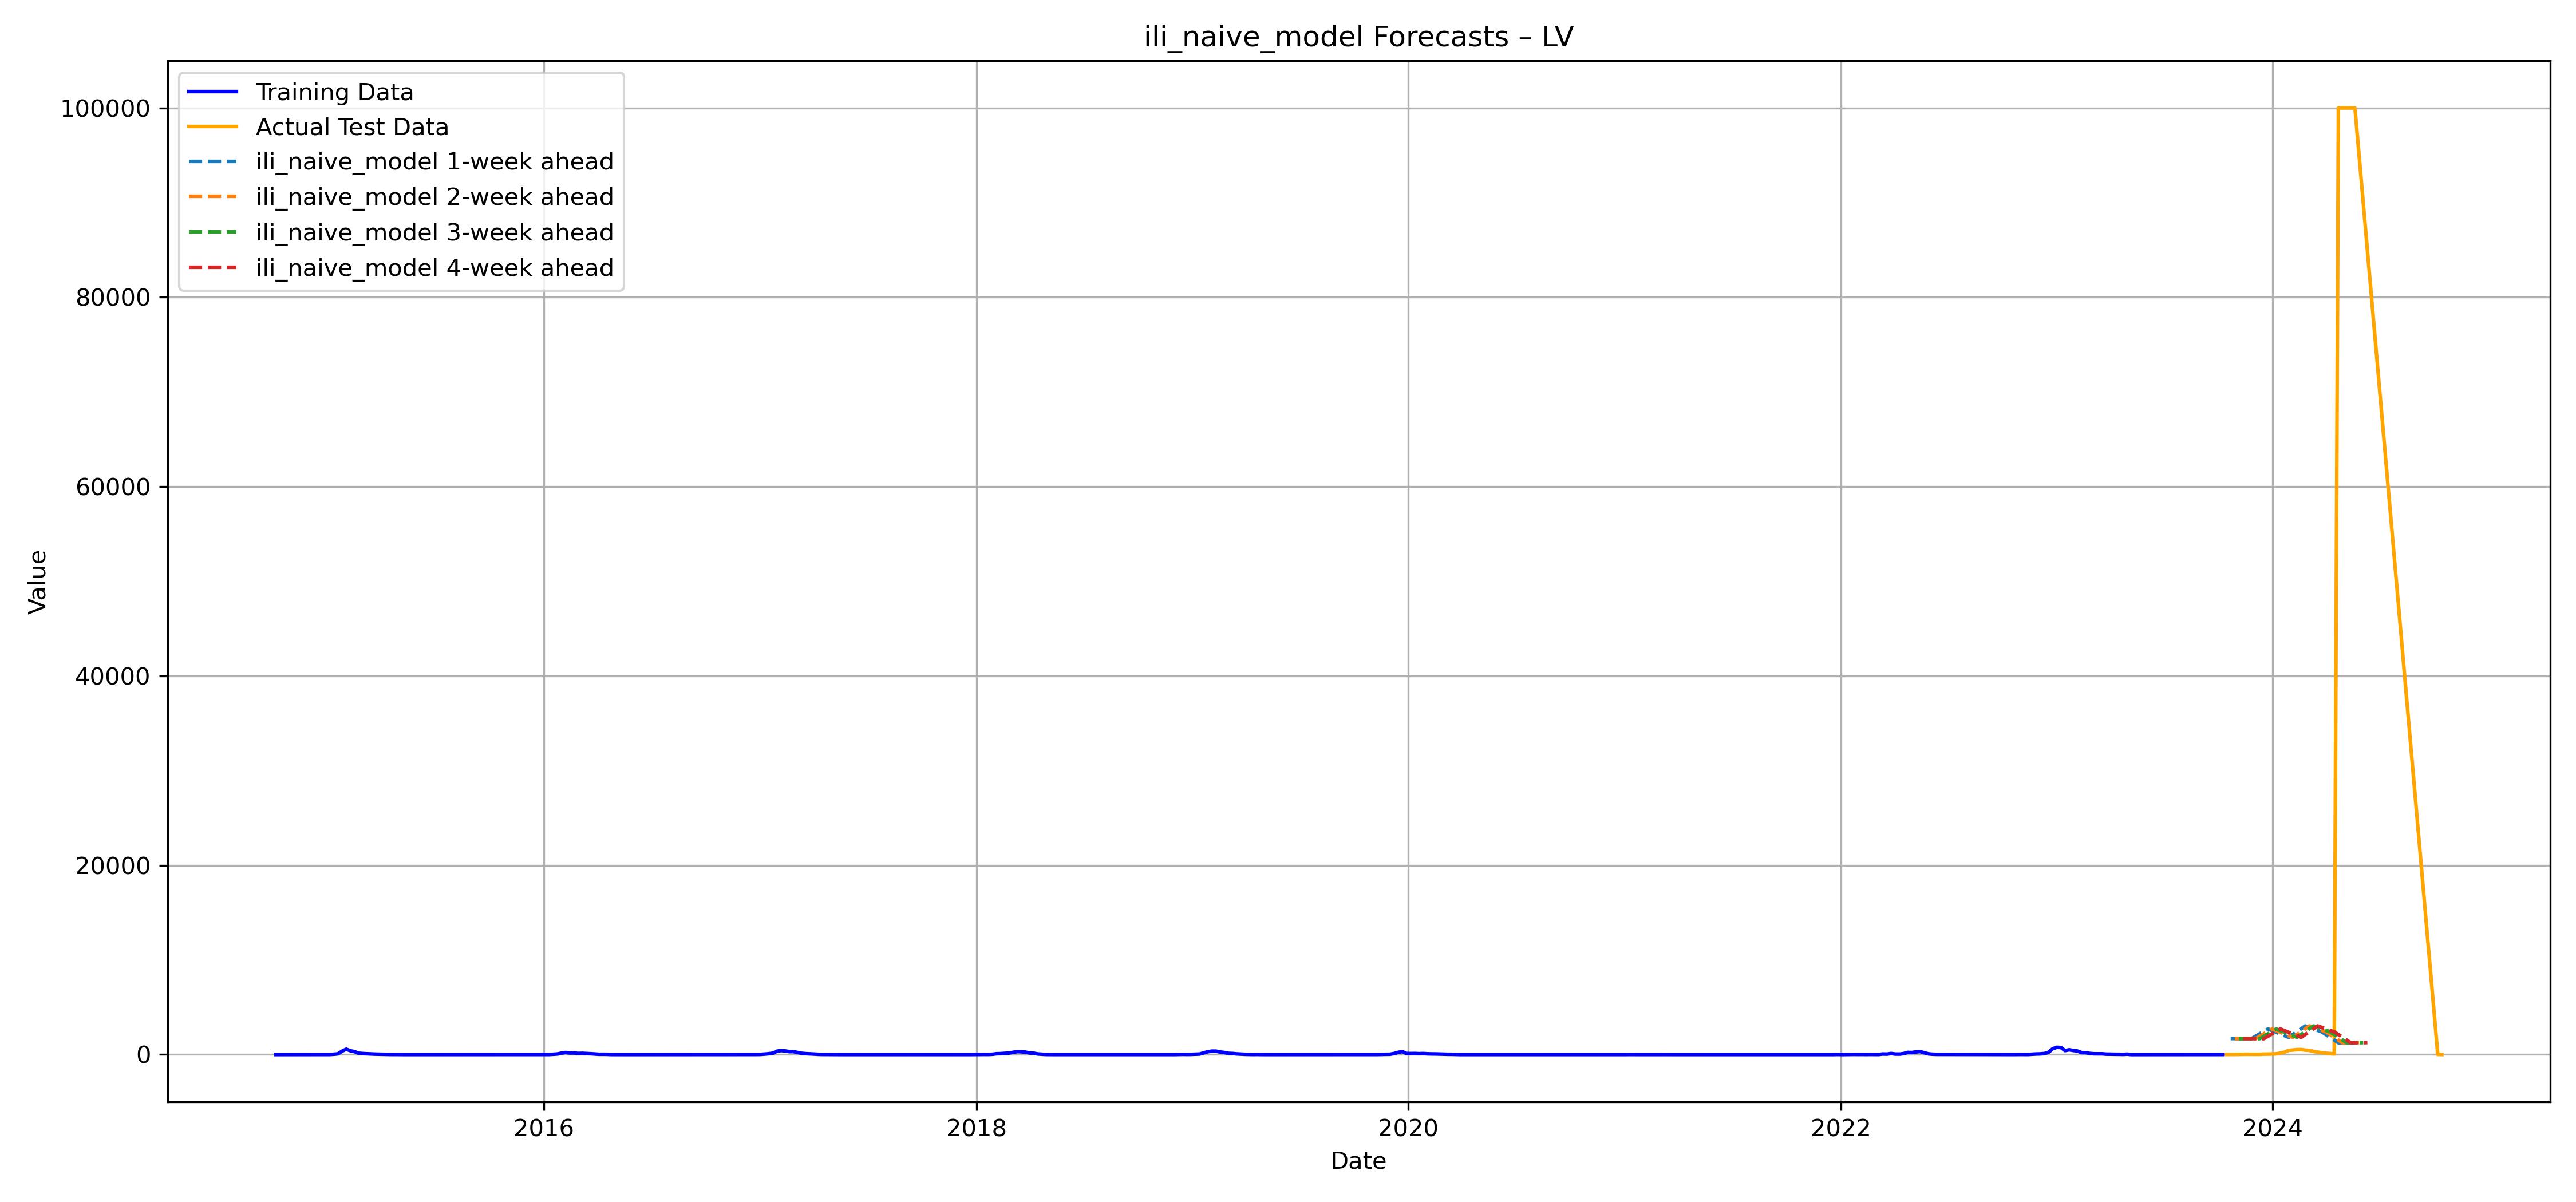 ili_naive_model Forecasts – LV
Training Data
Actual Test Data
ili_naive_model 1-week ahead
ili_naive_model 2-week ahead
ili_naive_model 3-week ahead
ili_naive_model 4-week ahead
100000
80000
60000
40000
20000
0
Value
2016
2018
2020
2022
2024
Date